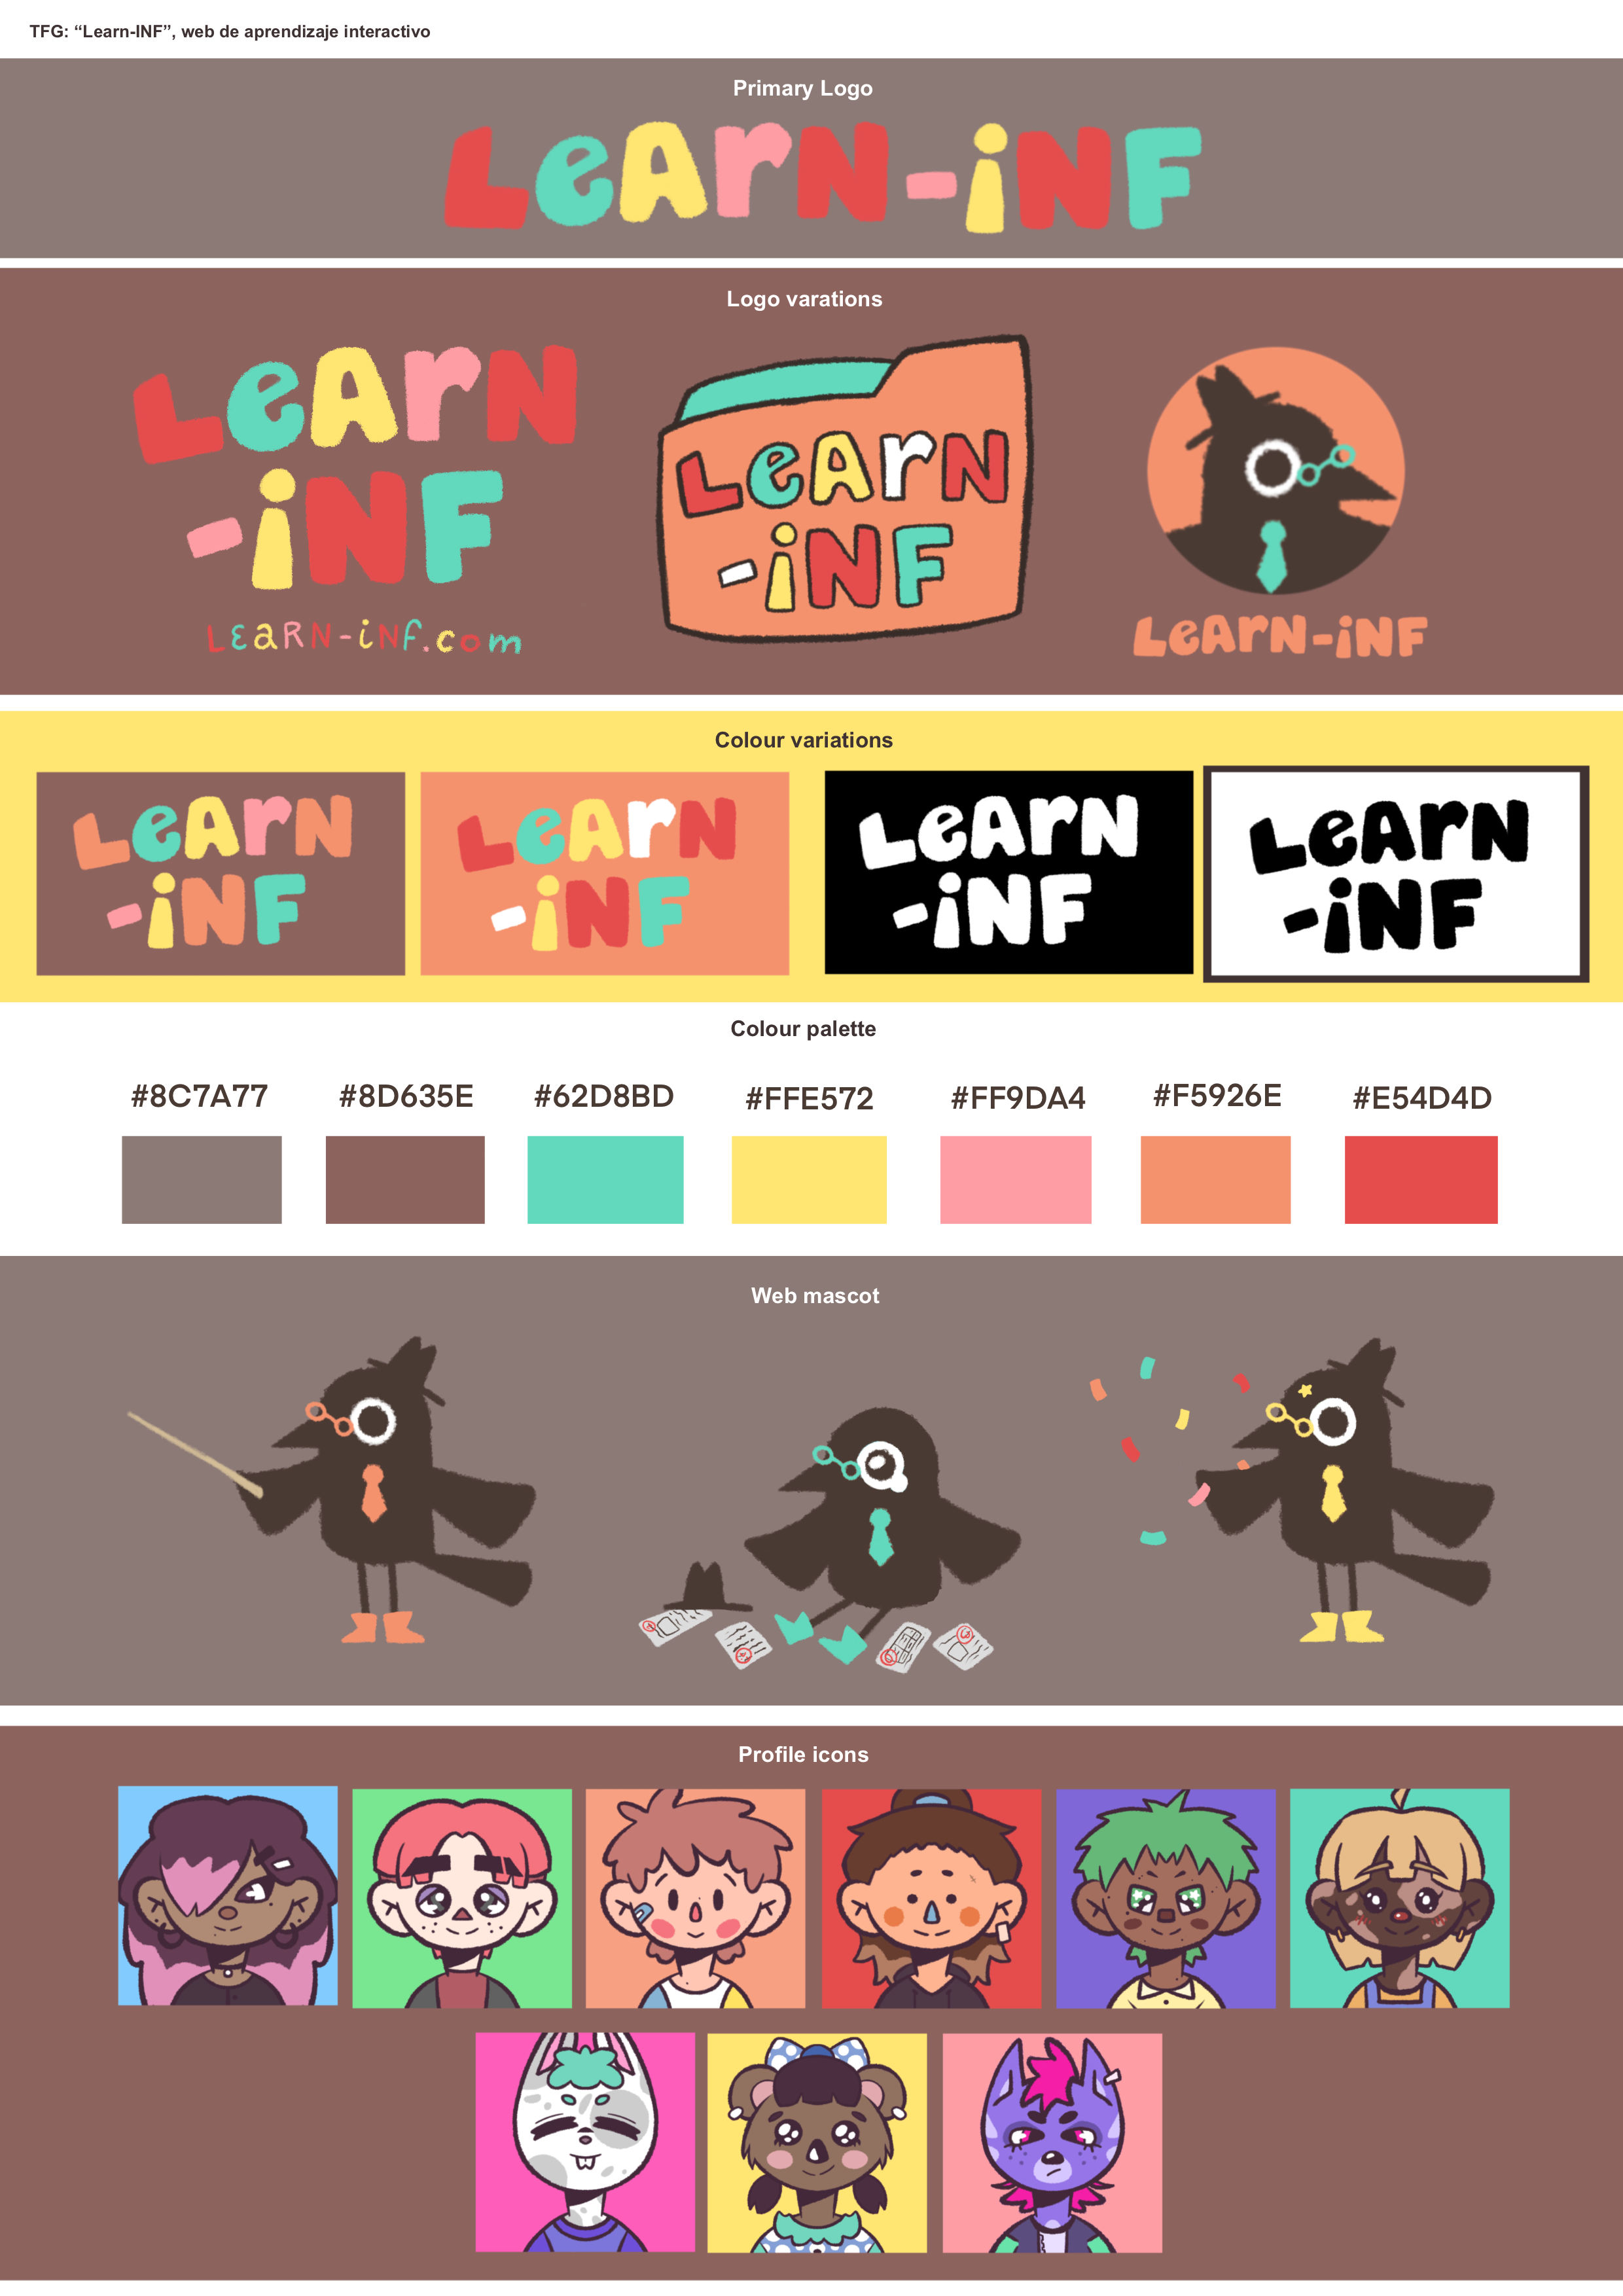 TFG: “Learn-INF”, web de aprendizaje interactivo
Primary Logo
LeArN-iNF
Logo varations
LeArN
-iNF
LEaRN-iNf.com
LeArN
-iNF
LeArN-iNF
Colour variations
LeArN
-iNF
LeArN
-iNF
LeArN
-iNF
LeArN
-iNF
Colour palette
#8C7A77 #8D635E #62D8BD #FFE572 #FF9DA4 #F5926E #E54D4D
Web mascot
Profile icons